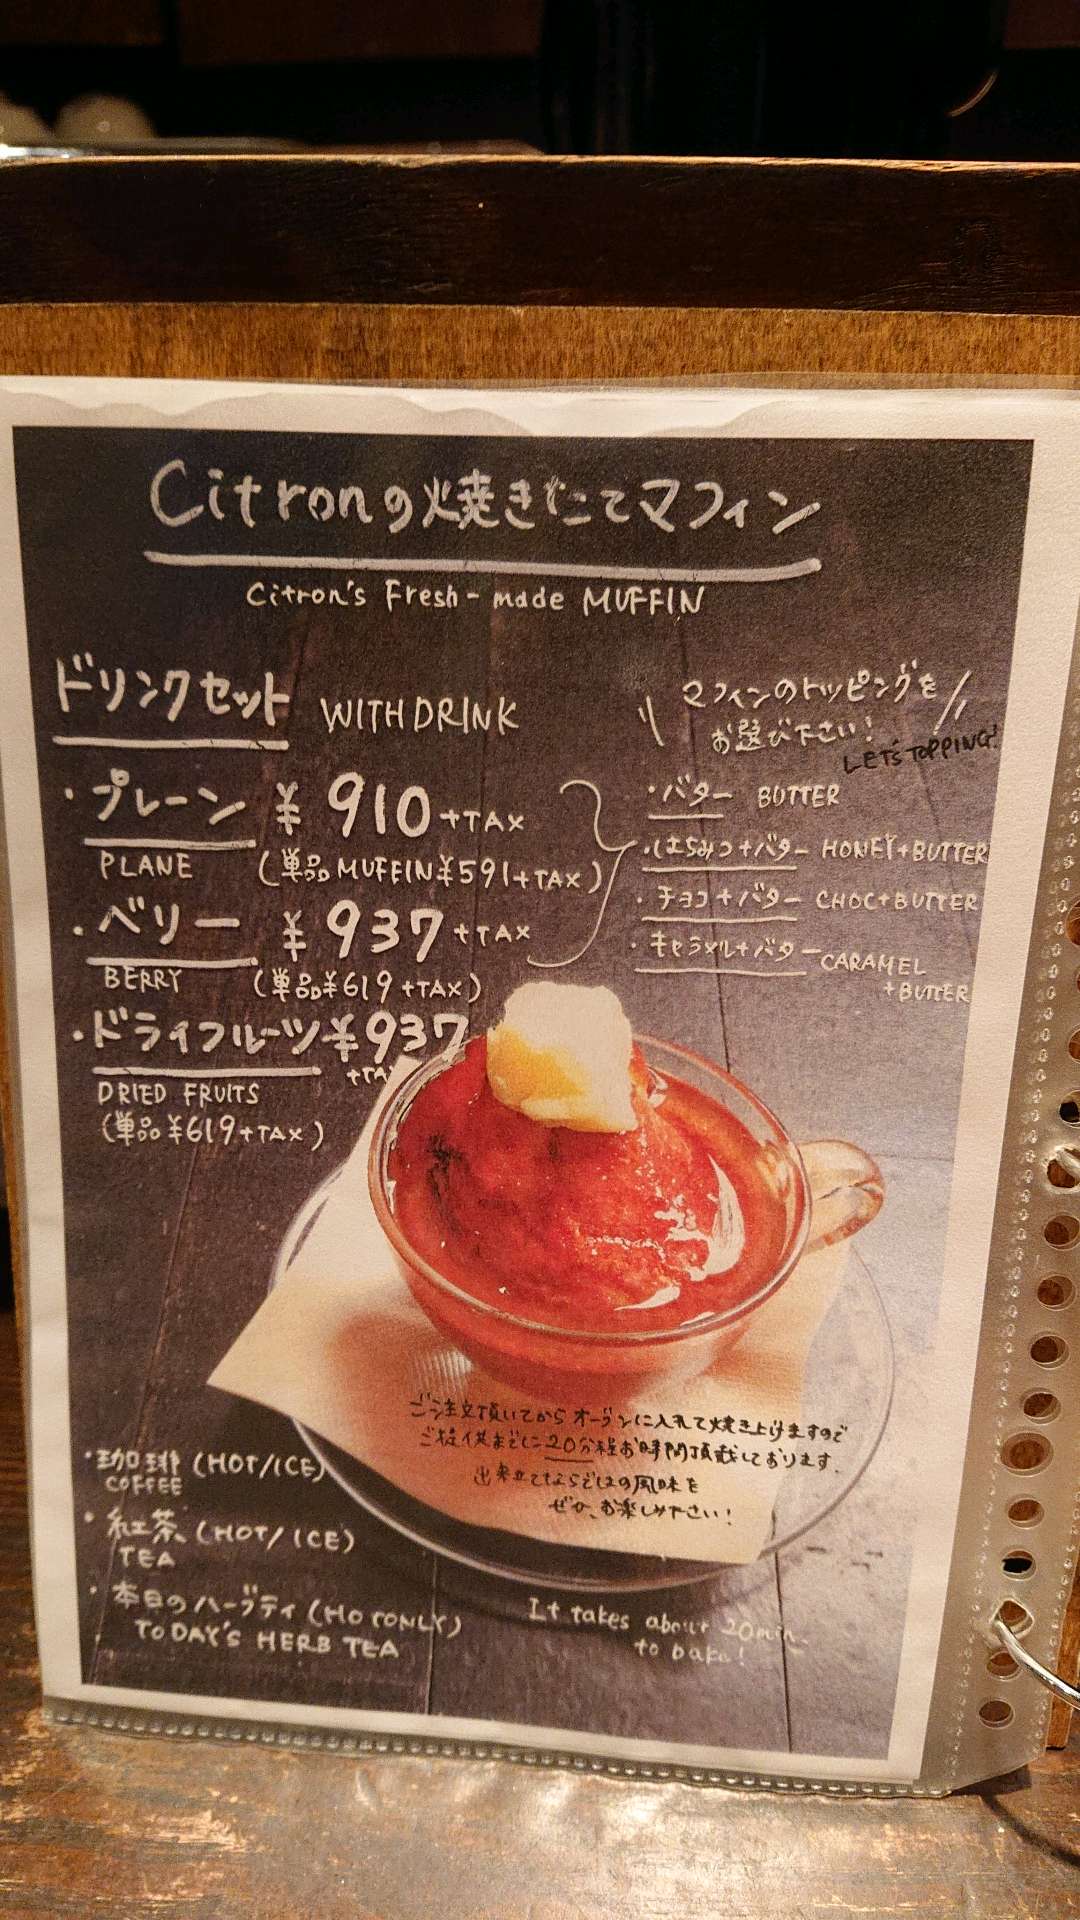 Citronの焼きたてマフィン
Citron's Fresh-made MUFFIN
ドリンクセット WITH DRINK
・プレーン ¥910+TAX
PLANE (単品MUFFIN¥591+TAX)
・ベリー ¥937+TAX
BERRY (単品¥619+TAX)
・ドライフルーツ¥937
+TAX
DRIED FRUITS
(単品¥619+TAX)
マフィンのトッピングを
お選び下さい!
LET'S TOPPING!
・バター BUTTER
・はちみつ+バター HONEY+BUTTER
・チョコ+バター CHOC+BUTTER
・キャラメル+バター CARAMEL
+BUTTER
ご注文頂いてからオーブンに入れて焼き上げますので
ご提供までに20分程お時間頂戴しております。
出来立てならではの風味を
ぜひ、お楽しみ下さい!
・珈琲 (HOT/ICE)
COFFEE
・紅茶 (HOT/ICE)
TEA
・本日のハーブティ (HOTONLY)
TODAY'S HERB TEA
It takes about 20min.
to bake!